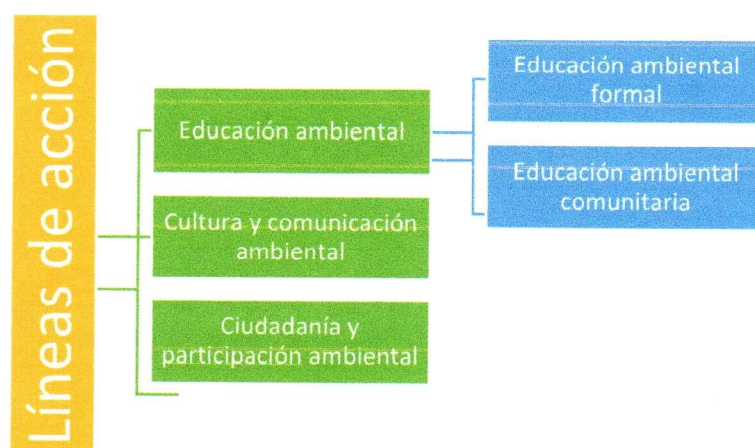 Líneas de acción
Educación ambiental
Cultura y comunicación
ambiental
Ciudadanía y
participación ambiental
Educación ambiental
formal
Educación ambiental
comunitaria